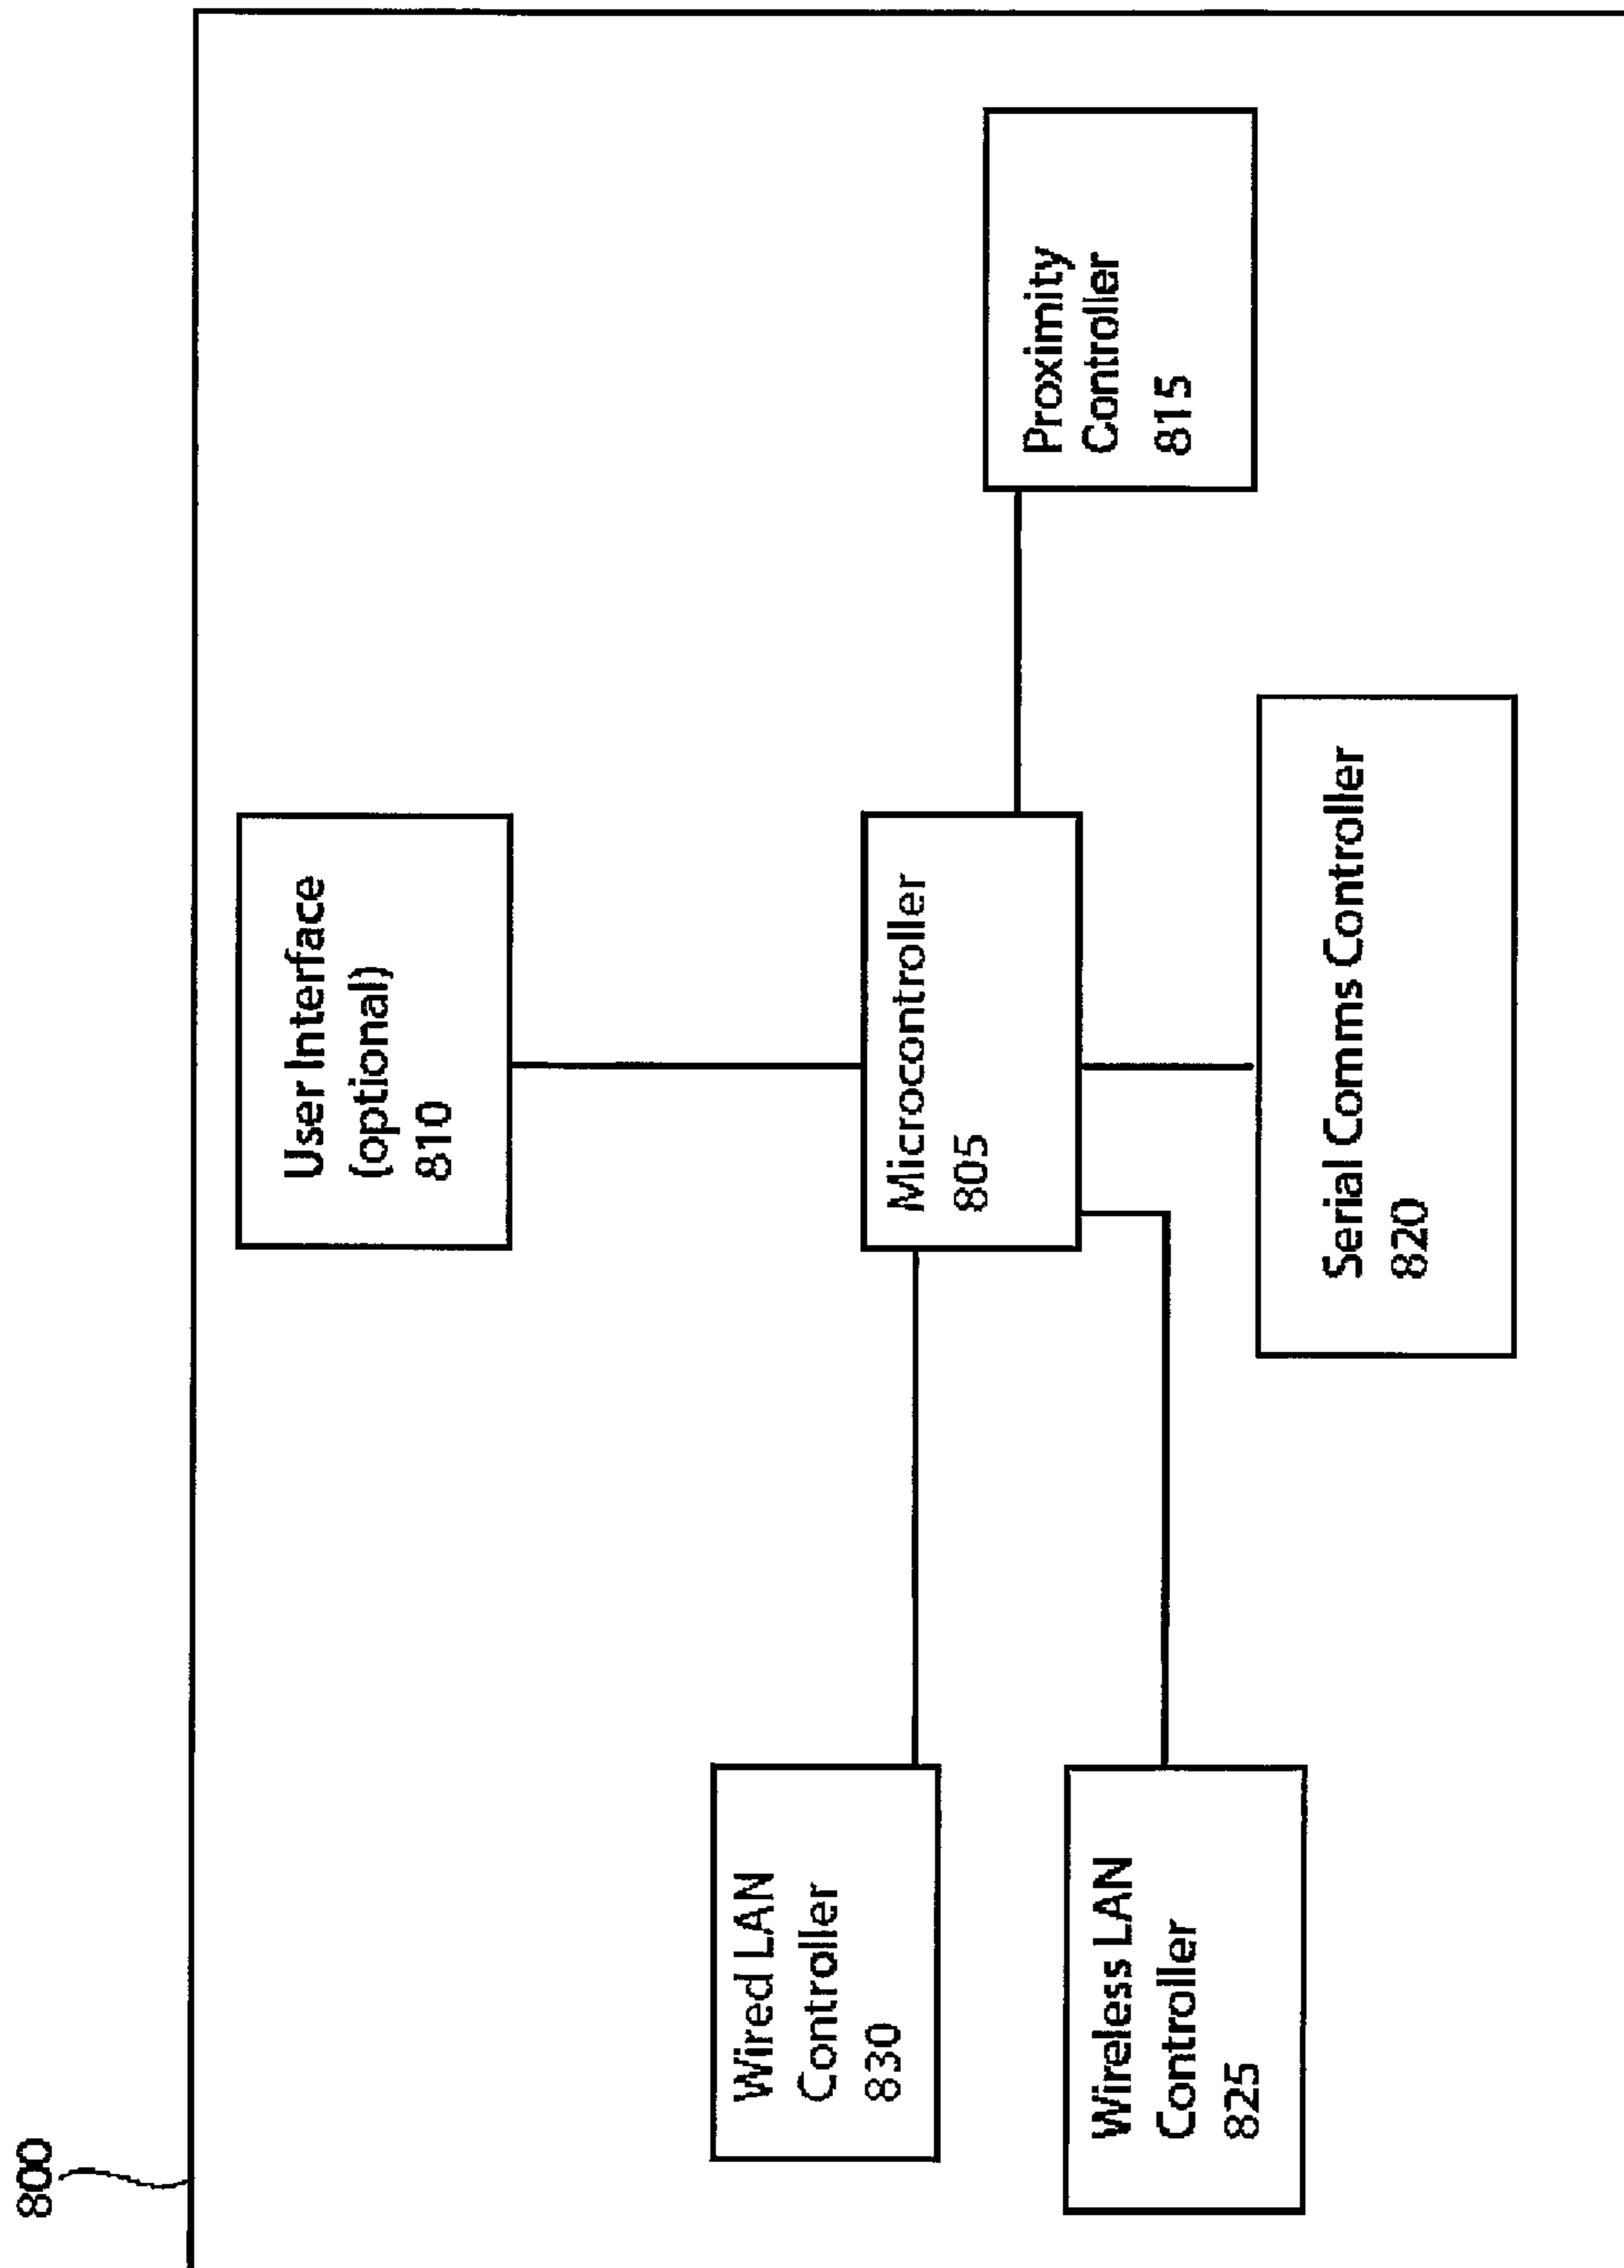 800
User Interface
(optional)
810
Wired LAN
Controller
830
Microcontroller
805
Proximity
Controller
815
Wireless LAN
Controller
825
Serial Comms Controller
820